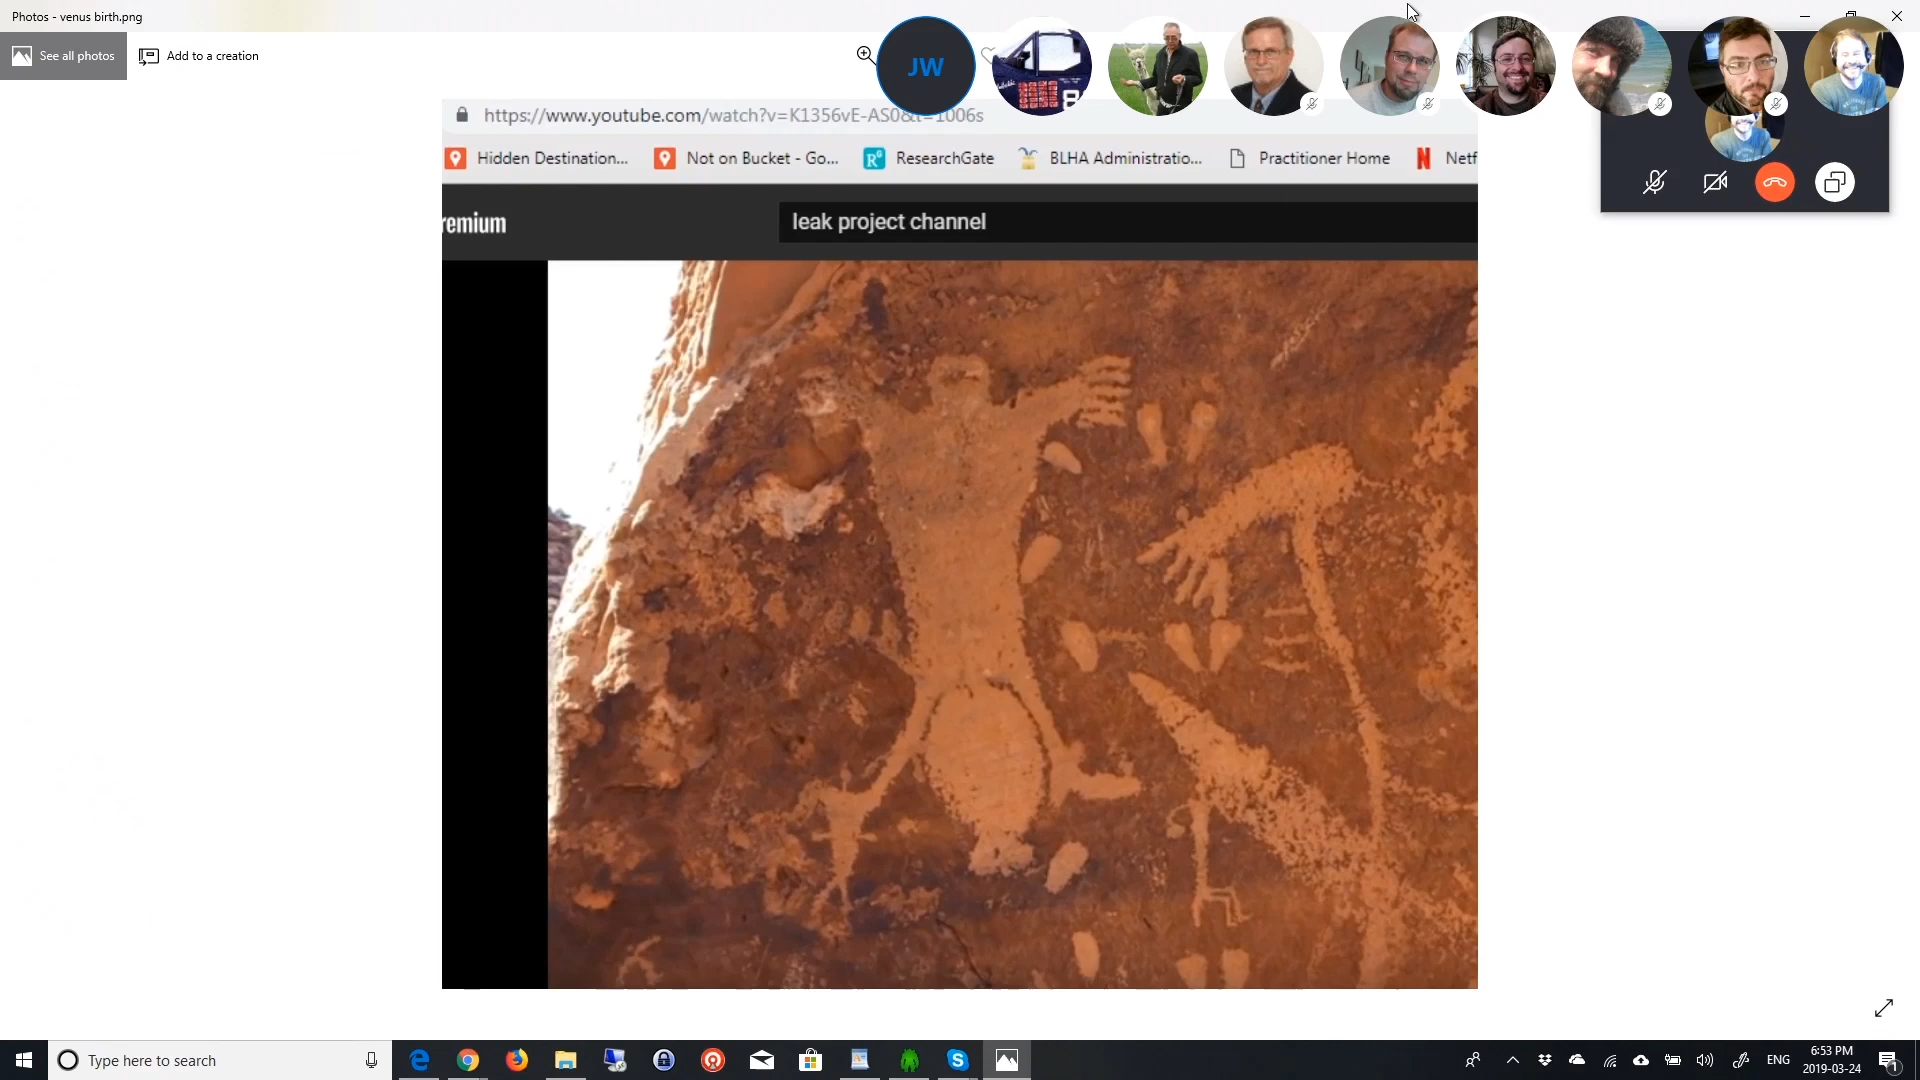 Photos - venus birth.png
See all photos
Add to a creation
JW
https://www.youtube.com/watch?v=K1356vE-AS0&t=1006s
Hidden Destination... Not on Bucket - Go... ResearchGate BLHA Administratio... Practitioner Home Netf
remium
leak project channel
Type here to search
ENG
6:53 PM
2019-03-24
1